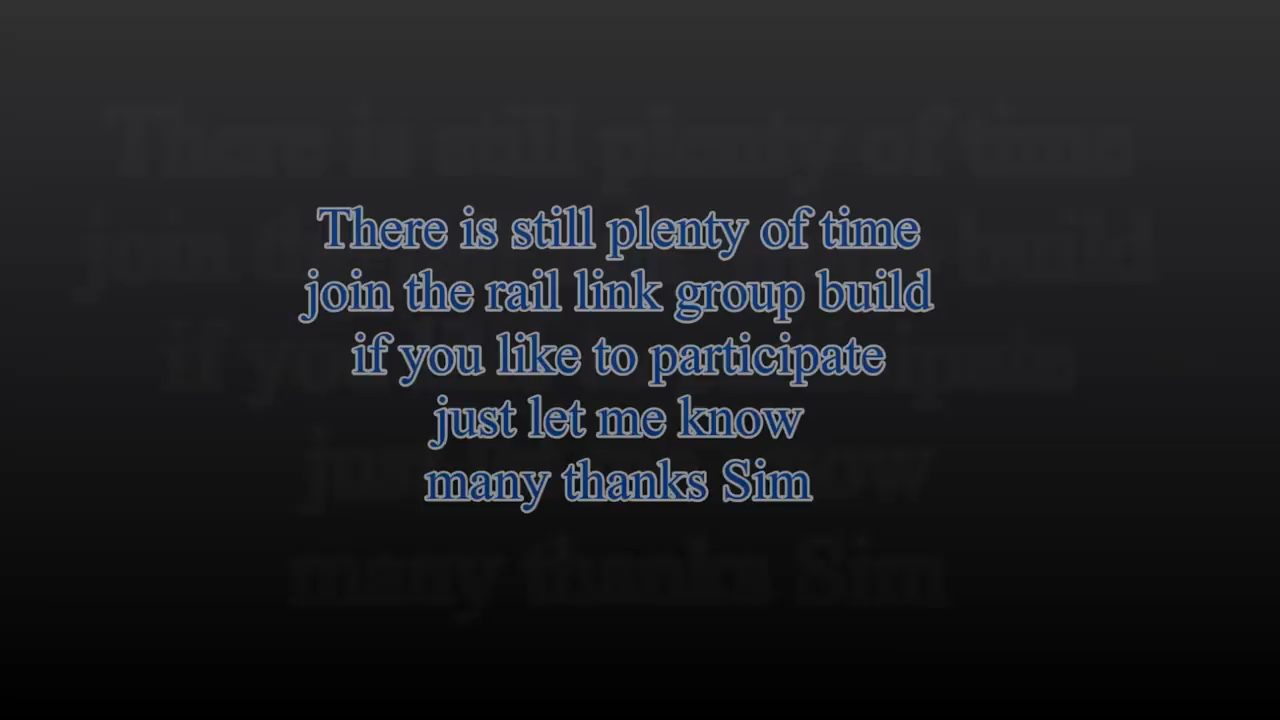 There is still plenty of time
join the rail link group build
if you like to participate
just let me know
many thanks Sim